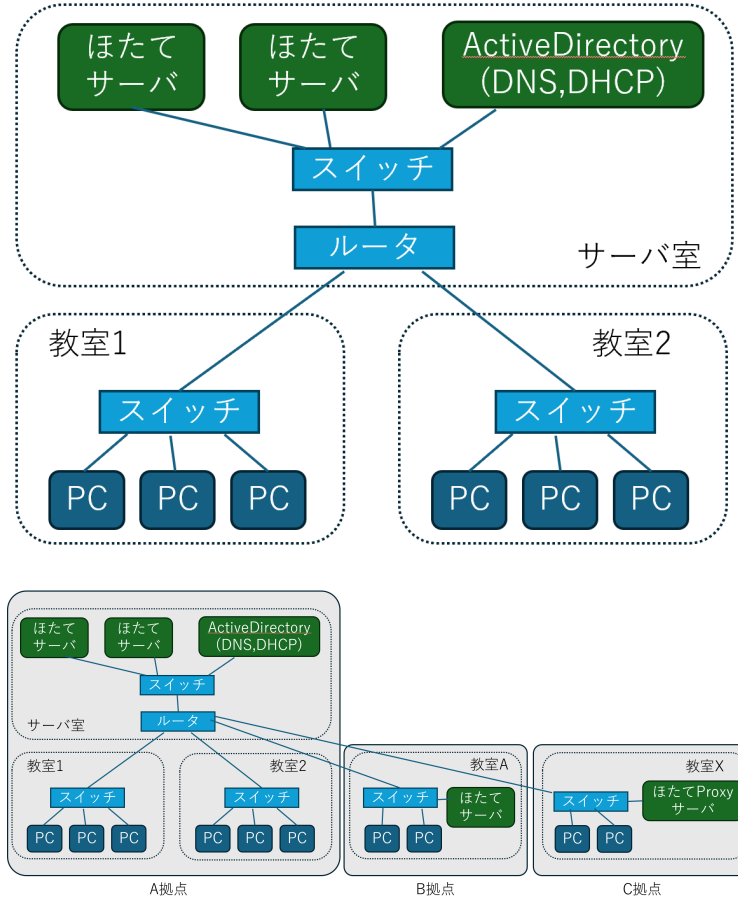 ほたて
サーバ
ほたて
サーバ
ActiveDirectory
(DNS,DHCP)
スイッチ
ルータ
サーバ室
教室1
スイッチ
PC
PC
PC
教室2
スイッチ
PC
PC
PC
ほたて
サーバ
ほたて
サーバ
ActiveDirectory
(DNS,DHCP)
スイッチ
ルータ
サーバ室
教室1
スイッチ
PC
PC
PC
教室2
スイッチ
PC
PC
PC
A拠点
教室A
スイッチ
ほたて
サーバ
PC
PC
B拠点
教室X
スイッチ
ほたてProxy
サーバ
PC
PC
C拠点